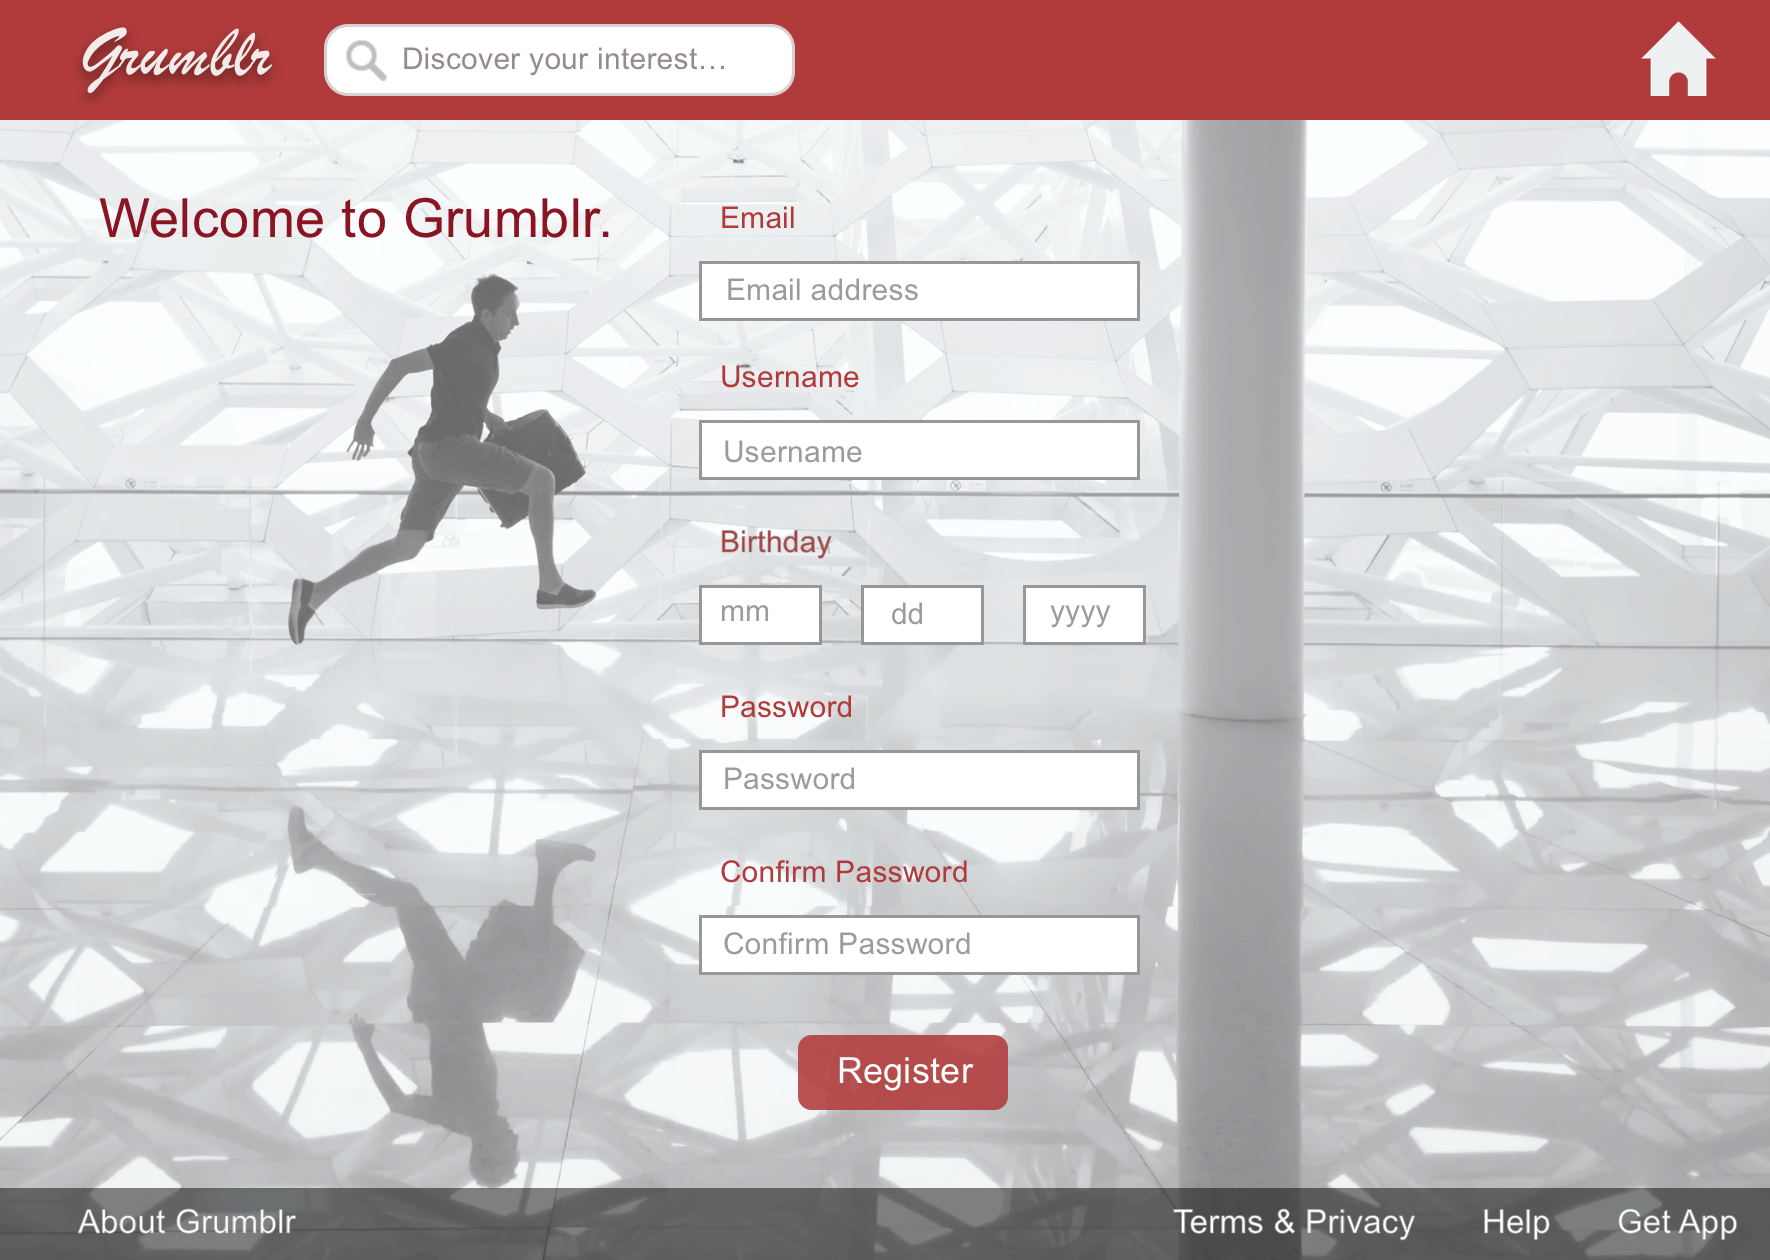 Grumblr
Discover your interest...
Welcome to Grumblr.
Email
Email address
Username
Username
Birthday
mm dd yyyy
Password
Password
Confirm Password
Confirm Password
Register
About Grumblr Terms & Privacy Help Get App